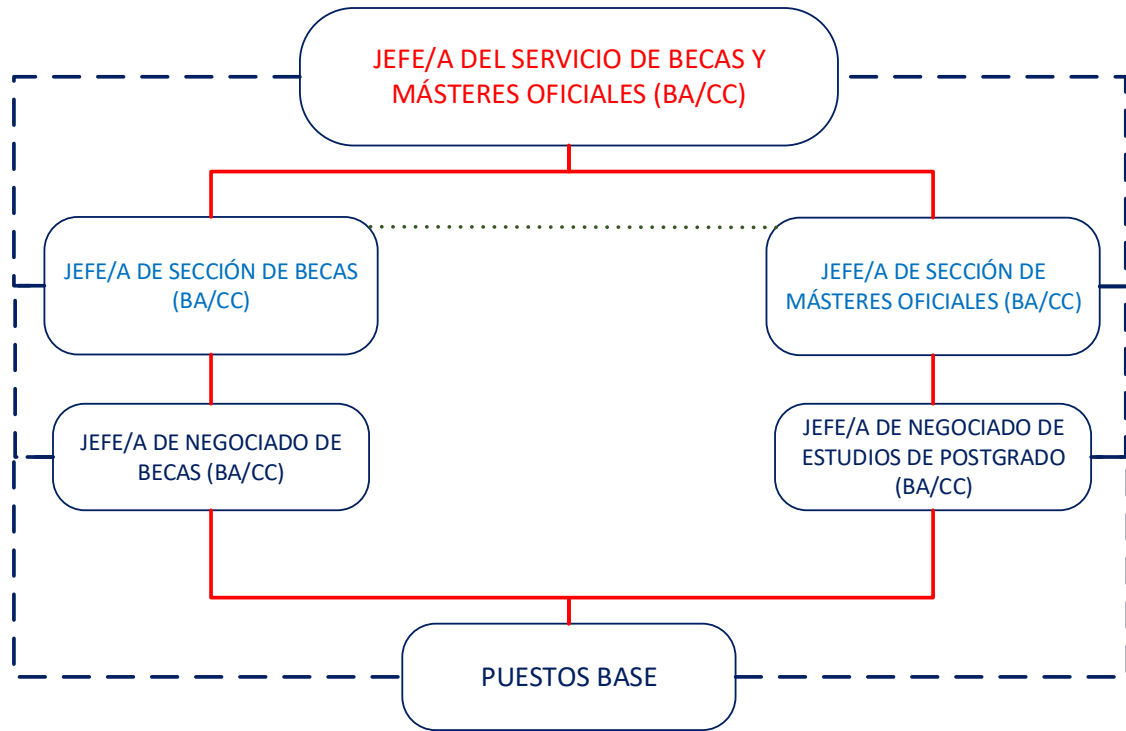 JEFE/A DEL SERVICIO DE BECAS Y
MÁSTERES OFICIALES (BA/CC)
JEFE/A DE SECCIÓN DE BECAS
(BA/CC)
JEFE/A DE SECCIÓN DE
MÁSTERES OFICIALES (BA/CC)
JEFE/A DE NEGOCIADO DE
BECAS (BA/CC)
JEFE/A DE NEGOCIADO DE
ESTUDIOS DE POSTGRADO
(BA/CC)
PUESTOS BASE